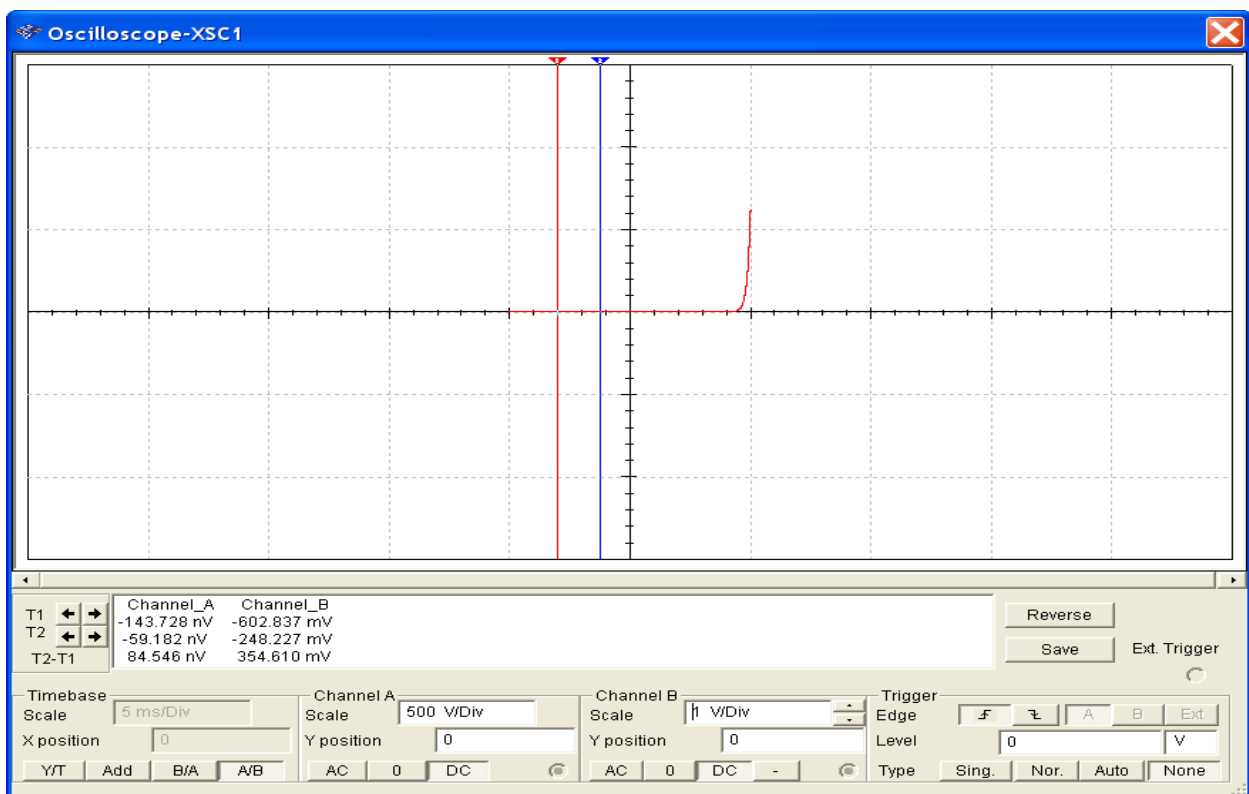 Oscilloscope-XSC1
1 2
Channel_A Channel_B
T1 -143.728 nV -602.837 mV
T2 -59.182 nV -248.227 mV
T2-T1 84.546 nV 354.610 mV
Reverse
Save
Ext. Trigger
Timebase
Scale 5 ms/Div
X position 0
Y/T Add B/A A/B
Channel A
Scale 500 V/Div
Y position 0
AC 0 DC
Channel B
Scale 1 V/Div
Y position 0
AC 0 DC -
Trigger
Edge A B Ext
Level 0 V
Type Sing. Nor. Auto None